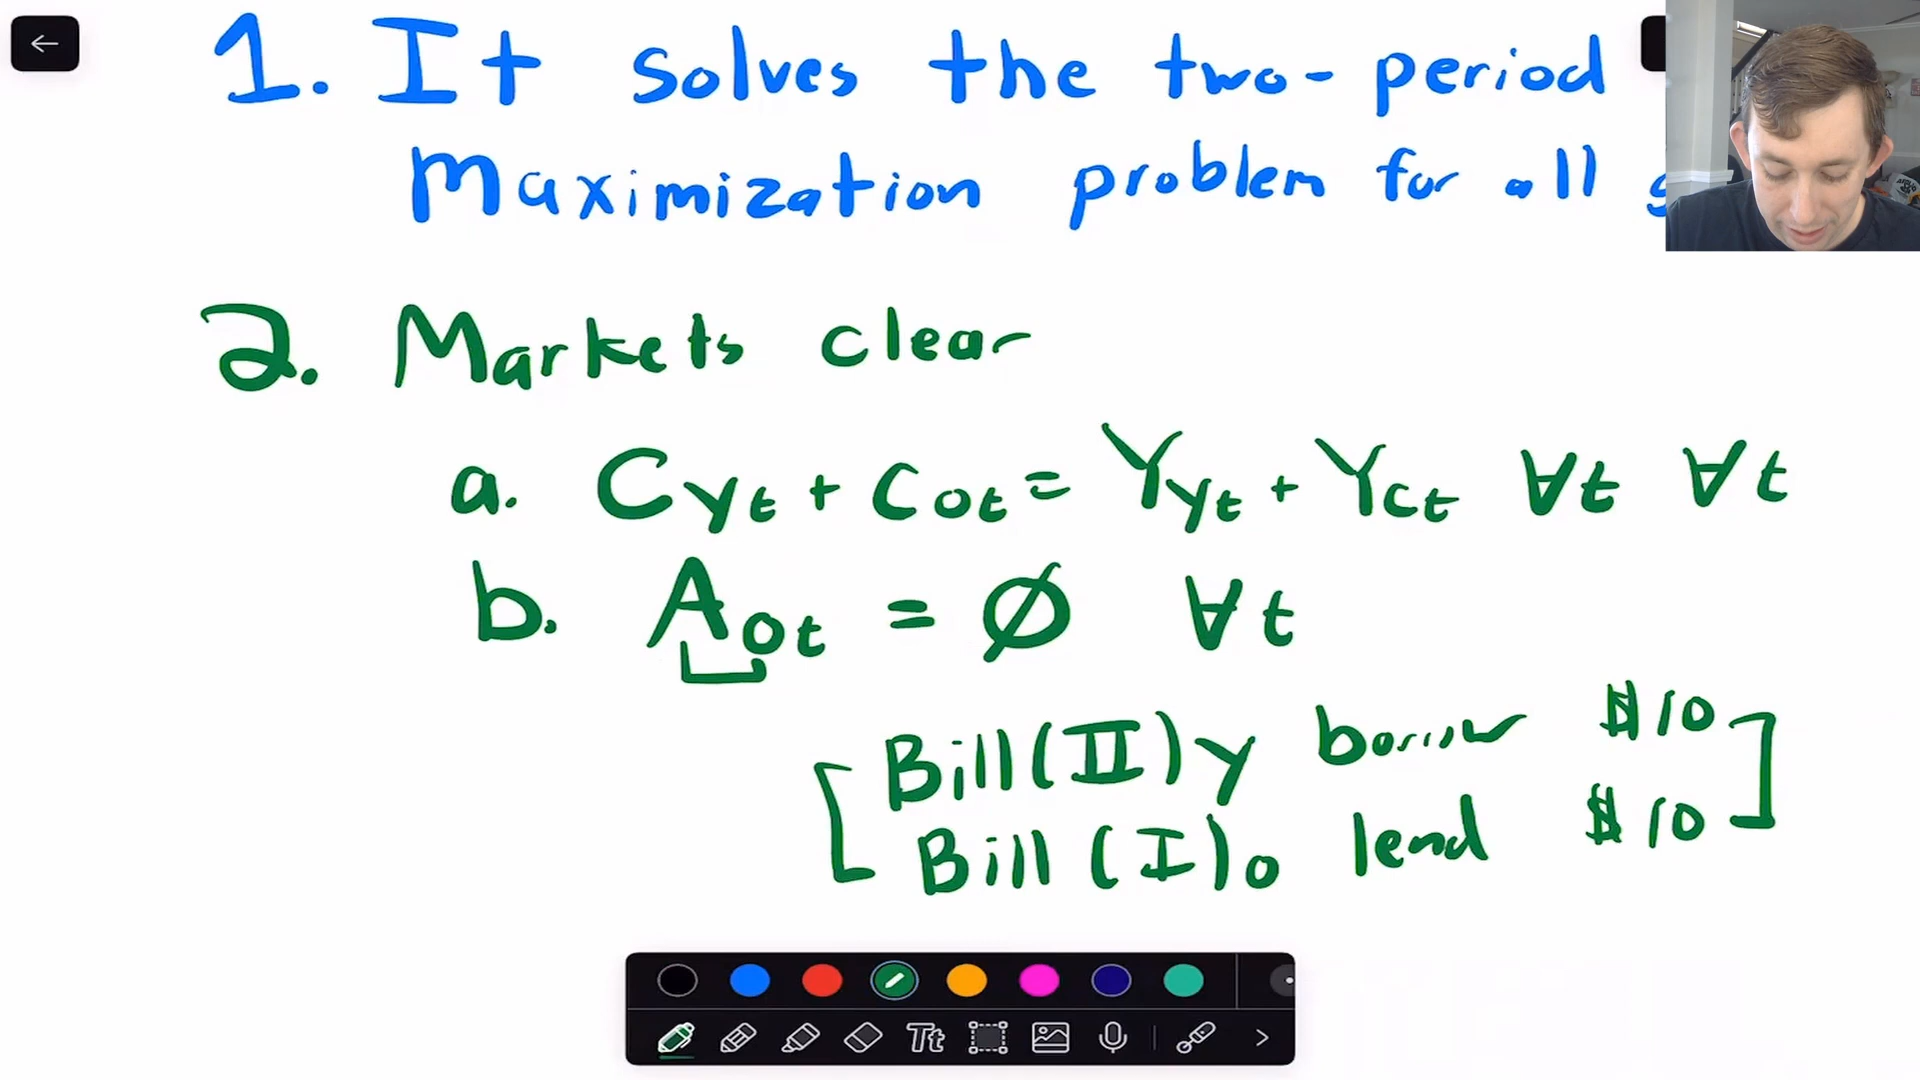 1. It solves the two-period
Maximization problem for all
2. Markets clear
a. Cyt + Cot = Yyt + Yct ∀t ∀t
b. Aot = Ø ∀t
[Bill (II)y borrow $10]
Bill (I)o lend $10
Tt